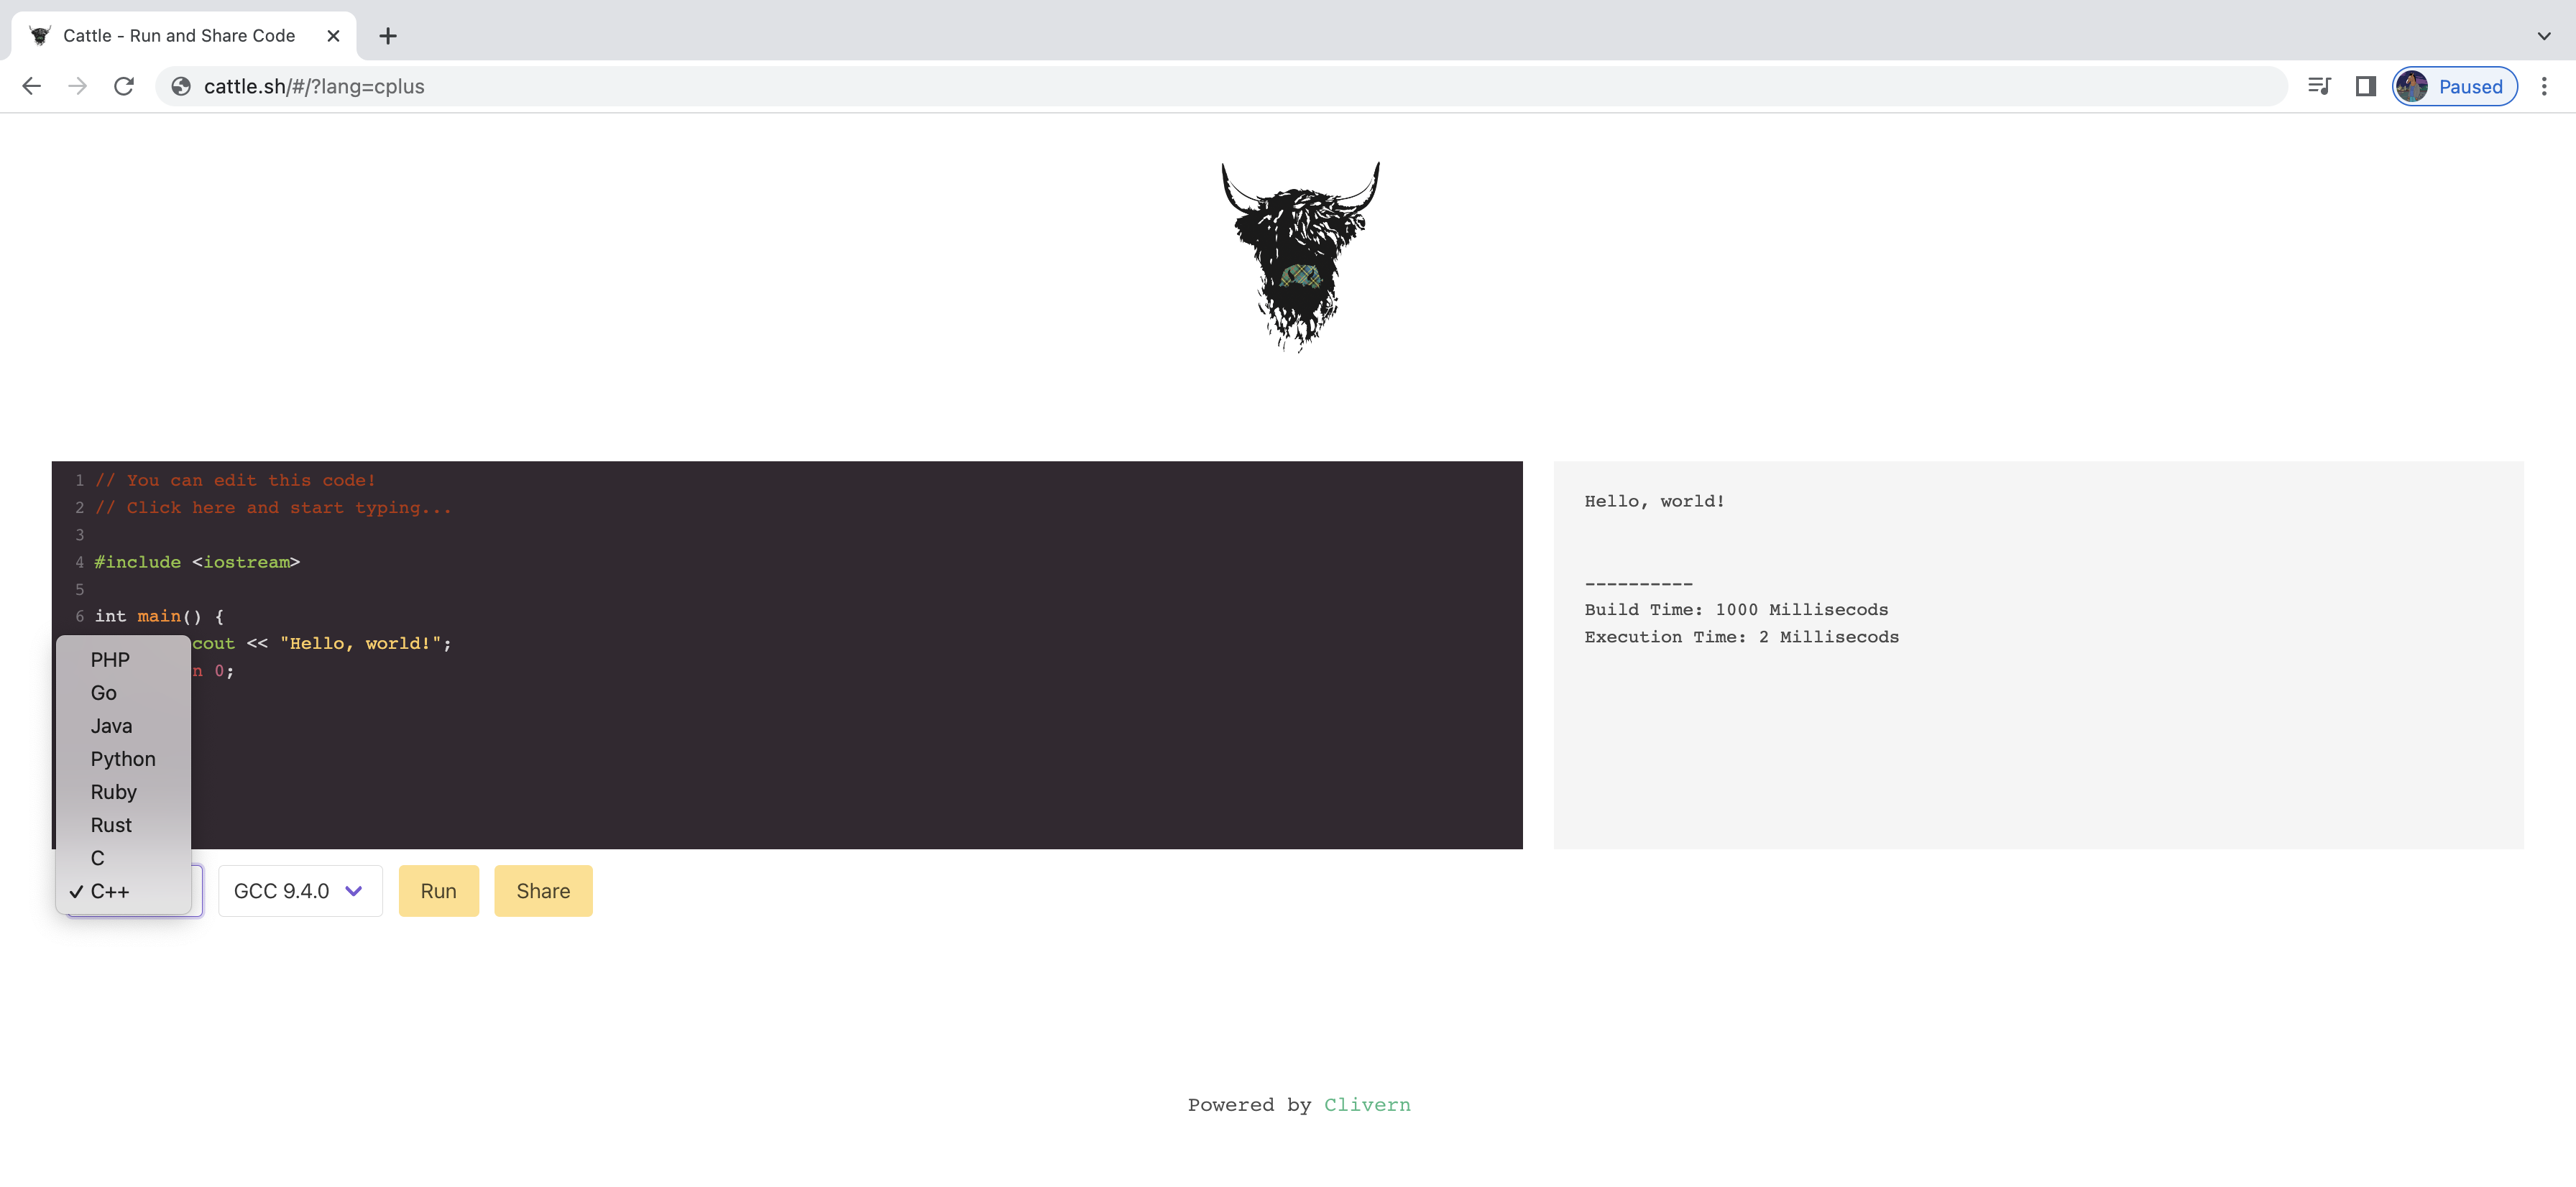 Cattle - Run and Share Code
cattle.sh/#/?lang=cplus
Paused
1 // You can edit this code!
2 // Click here and start typing...
3
4 #include <iostream>
5
6 int main() {
cout << "Hello, world!";
n 0;
PHP
Go
Java
Python
Ruby
Rust
C
✓ C++
GCC 9.4.0
Run
Share
Hello, world!
----------
Build Time: 1000 Millisecods
Execution Time: 2 Millisecods
Powered by Clivern